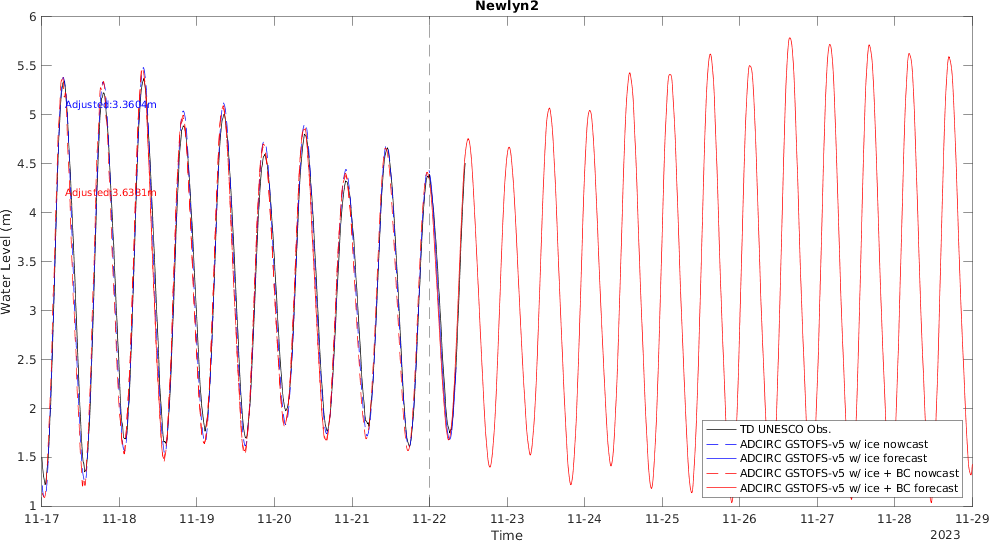 Newlyn2
6
5.5
5
4.5
4
3.5
3
2.5
2
1.5
1
Water Level (m)
Adjusted:3.3604m
Adjusted:3.6381m
TD UNESCO Obs.
ADCIRC GSTOFS-v5 w/ ice nowcast
ADCIRC GSTOFS-v5 w/ ice forecast
ADCIRC GSTOFS-v5 w/ ice + BC nowcast
ADCIRC GSTOFS-v5 w/ ice + BC forecast
11-17 11-18 11-19 11-20 11-21 11-22 11-23 11-24 11-25 11-26 11-27 11-28 11-29
Time
2023